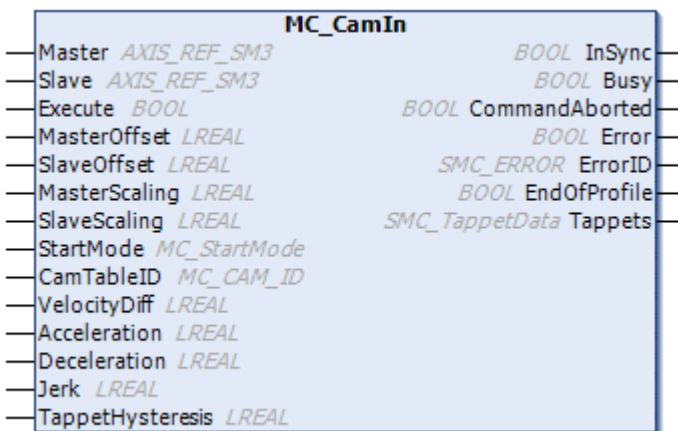 MC_CamIn
Master AXIS_REF_SM3 BOOL InSync
Slave AXIS_REF_SM3 BOOL Busy
Execute BOOL BOOL CommandAborted
MasterOffset LREAL BOOL Error
SlaveOffset LREAL SMC_ERROR ErrorID
MasterScaling LREAL BOOL EndOfProfile
SlaveScaling LREAL SMC_TappetData Tappets
StartMode MC_StartMode
CamTableID MC_CAM_ID
VelocityDiff LREAL
Acceleration LREAL
Deceleration LREAL
Jerk LREAL
TappetHysteresis LREAL